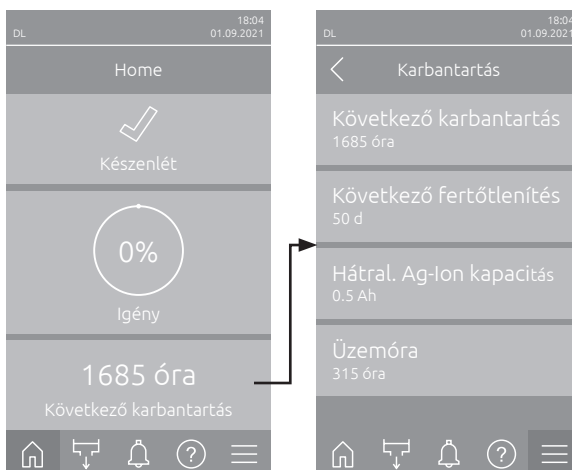 18:04
DL 01.09.2021
Home
Készenlét
0%
Igény
1685 óra
Következő karbantartás
?
18:04
DL 01.09.2021
Karbantartás
Következő karbantartás
1685 óra
Következő fertőtlenítés
50 d
Hátral. Ag-Ion kapacitás
0.5 Ah
Üzemóra
315 óra
?